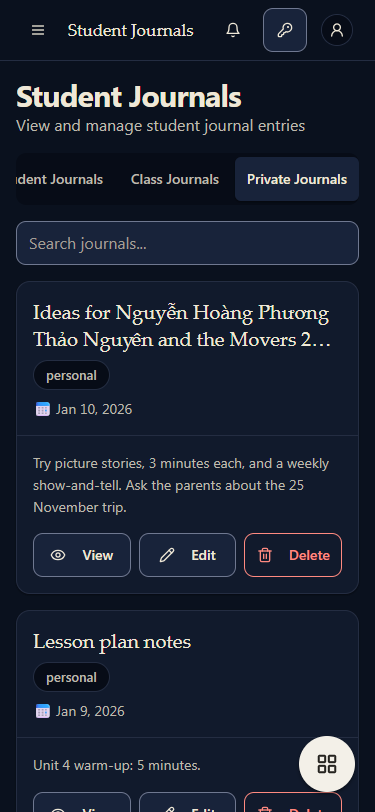 Student Journals
Student Journals
View and manage student journal entries
dent Journals
Class Journals
Private Journals
Search journals...
Ideas for Nguyễn Hoàng Phương
Thảo Nguyên and the Movers 2...
personal
Jan 10, 2026
Try picture stories, 3 minutes each, and a weekly
show-and-tell. Ask the parents about the 25
November trip.
View
Edit
Delete
Lesson plan notes
personal
Jan 9, 2026
Unit 4 warm-up: 5 minutes.
View
Edit
Delete